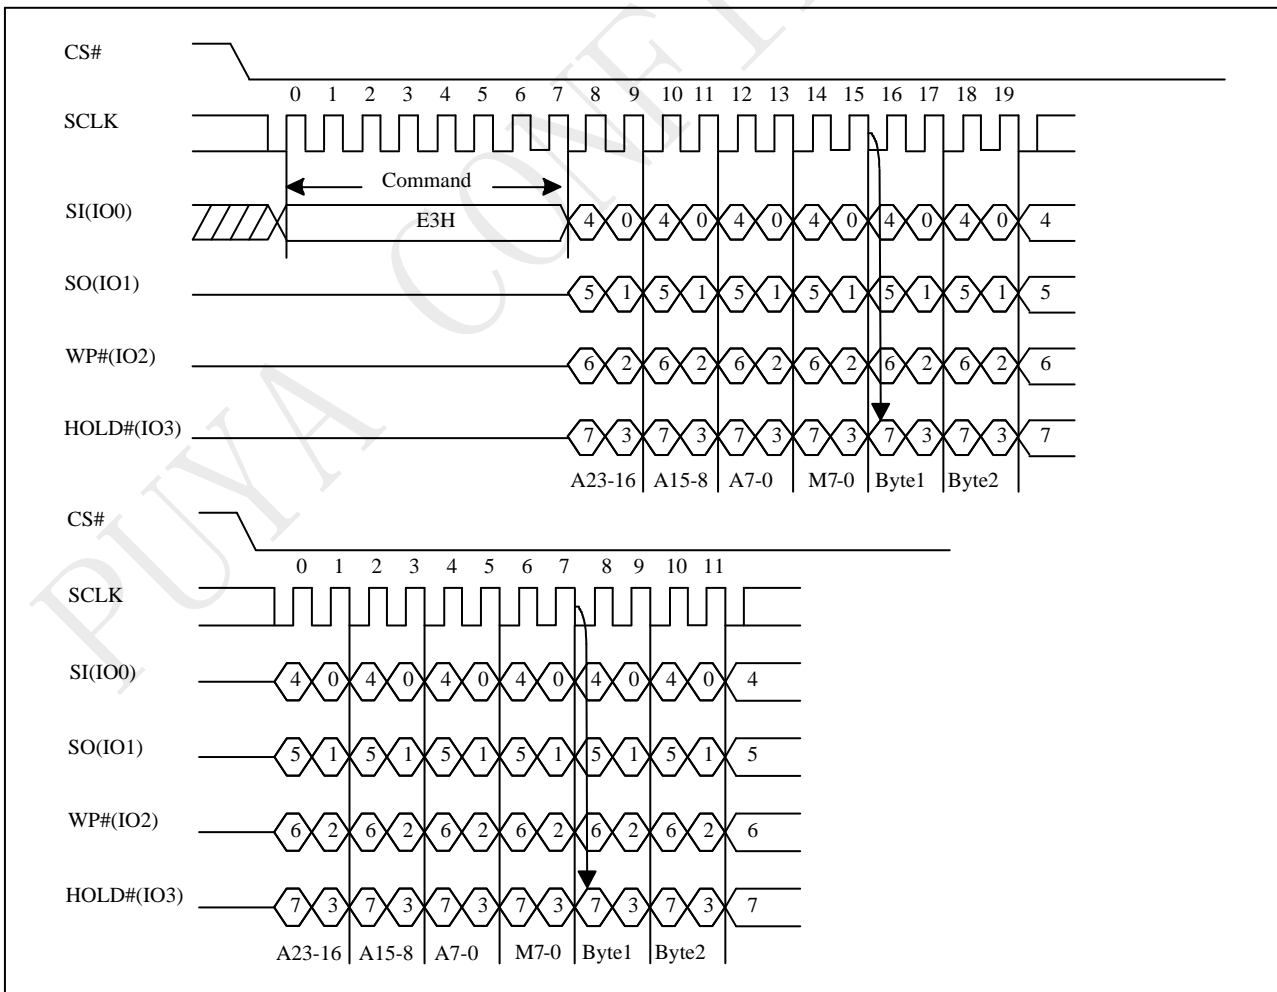 PUYA CONF
CS#
0 1 2 3 4 5 6 7 8 9 10 11 12 13 14 15 16 17 18 19
SCLK
Command
SI(IO0) E3H 4 0 4 0 4 0 4 0 4 0 4 0 4
SO(IO1) 5 1 5 1 5 1 5 1 5 1 5 1 5
WP#(IO2) 6 2 6 2 6 2 6 2 6 2 6 2 6
HOLD#(IO3) 7 3 7 3 7 3 7 3 7 3 7 3 7
A23-16 A15-8 A7-0 M7-0 Byte1 Byte2
CS#
0 1 2 3 4 5 6 7 8 9 10 11
SCLK
SI(IO0) 4 0 4 0 4 0 4 0 4 0 4 0 4
SO(IO1) 5 1 5 1 5 1 5 1 5 1 5 1 5
WP#(IO2) 6 2 6 2 6 2 6 2 6 2 6 2 6
HOLD#(IO3) 7 3 7 3 7 3 7 3 7 3 7 3 7
A23-16 A15-8 A7-0 M7-0 Byte1 Byte2